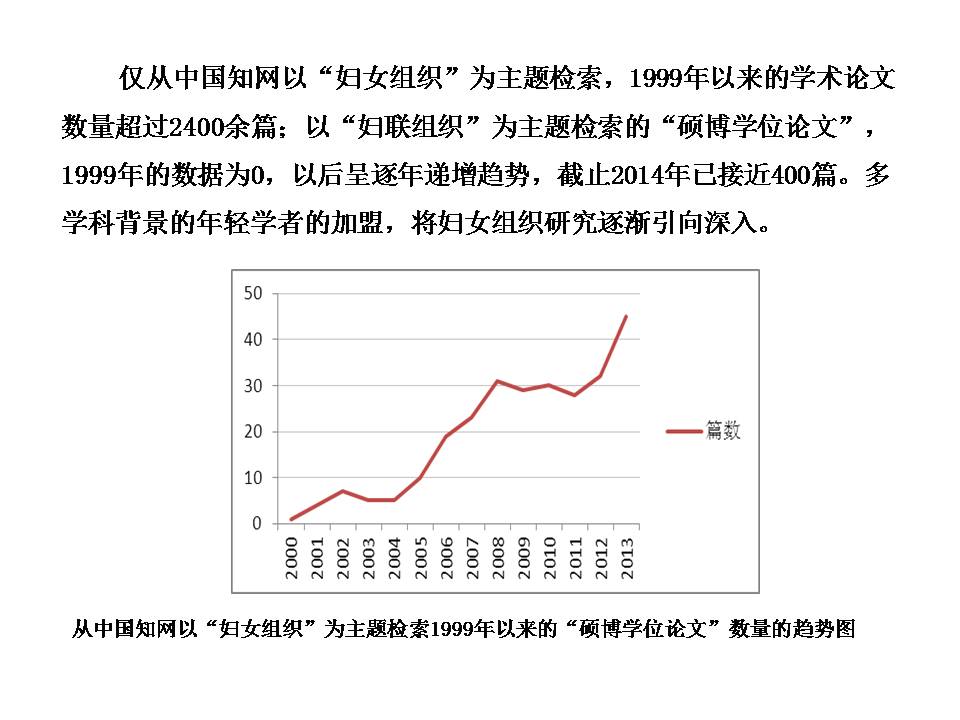 仅从中国知网以“妇女组织”为主题检索，1999年以来的学术论文
数量超过2400余篇；以“妇联组织”为主题检索的“硕博学位论文”，
1999年的数据为0，以后呈逐年递增趋势，截止2014年已接近400篇。多
学科背景的年轻学者的加盟，将妇女组织研究逐渐引向深入。
50
40
30
20
10
0
篇数
2000 2001 2002 2003 2004 2005 2006 2007 2008 2009 2010 2011 2012 2013
从中国知网以“妇女组织”为主题检索1999年以来的“硕博学位论文”数量的趋势图